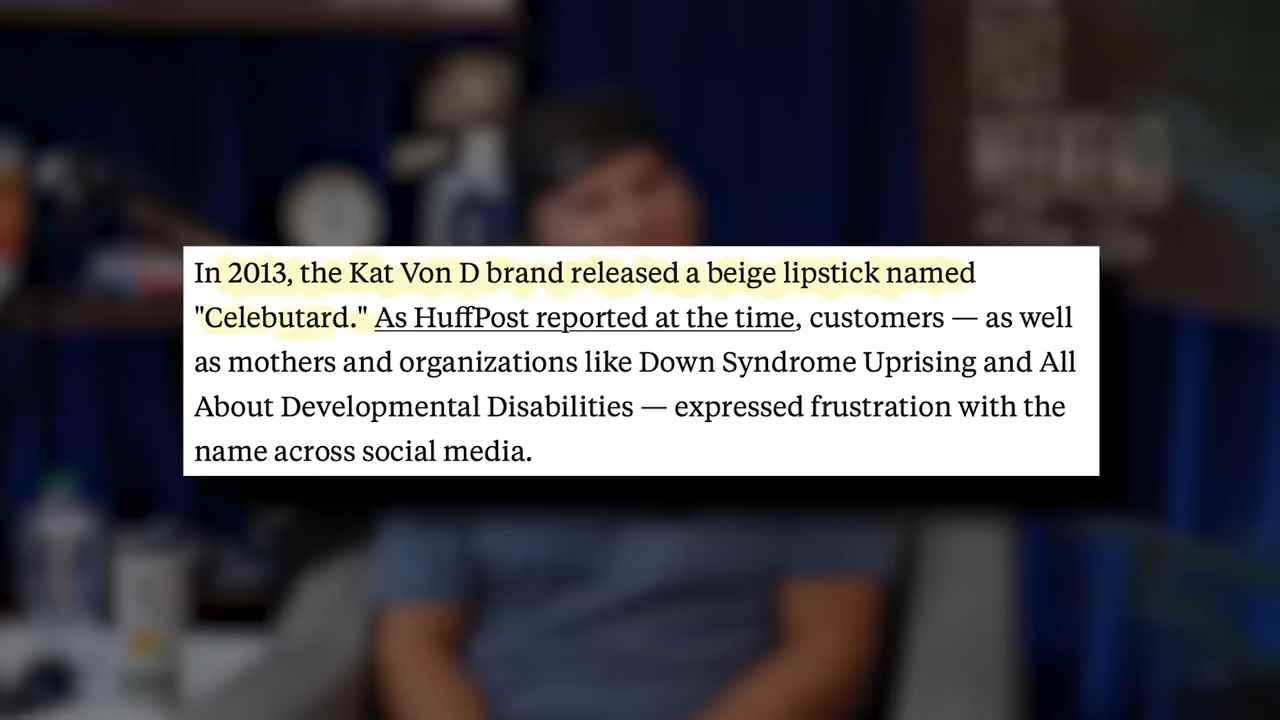 In 2013, the Kat Von D brand released a beige lipstick named
"Celebutard." As HuffPost reported at the time, customers — as well
as mothers and organizations like Down Syndrome Uprising and All
About Developmental Disabilities — expressed frustration with the
name across social media.